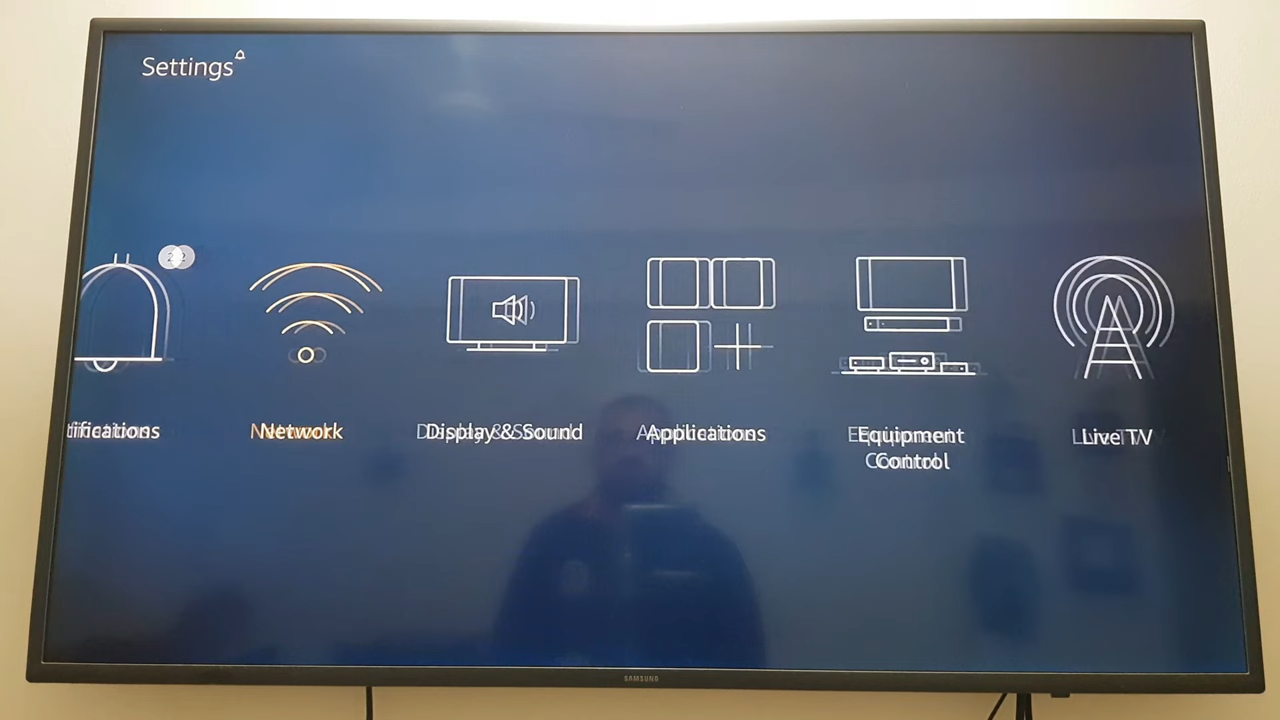 Settings
tifications
Network
Display & Sound
Applications
Equipment
Control
Live TV
SAMSUNG